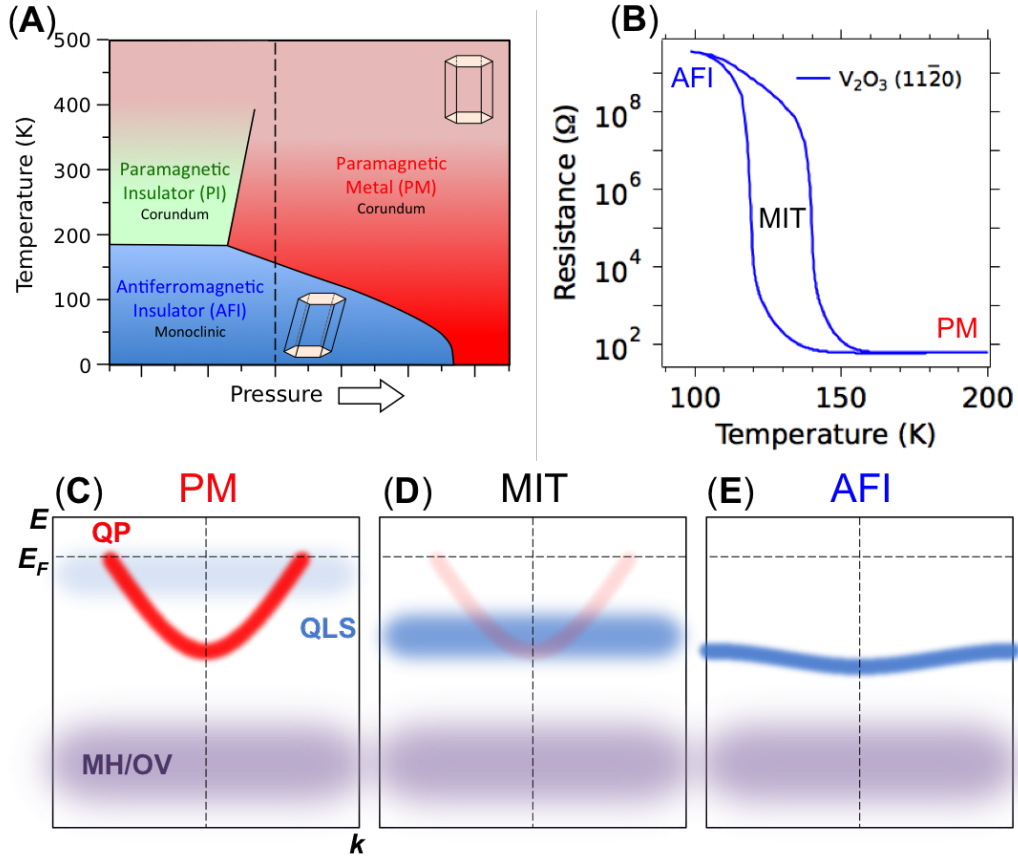 (A)
500
400
300
200
100
0
Temperature (K)
Paramagnetic
Insulator (PI)
Corundum
Paramagnetic
Metal (PM)
Corundum
Antiferromagnetic
Insulator (AFI)
Monoclinic
Pressure
(B)
AFI
V₂O₃ (112̅0)
10⁸
10⁶
10⁴
10²
Resistance (Ω)
MIT
PM
100 150 200
Temperature (K)
(C) PM
E
QP
E_F
QLS
MH/OV
k
(D) MIT
(E) AFI